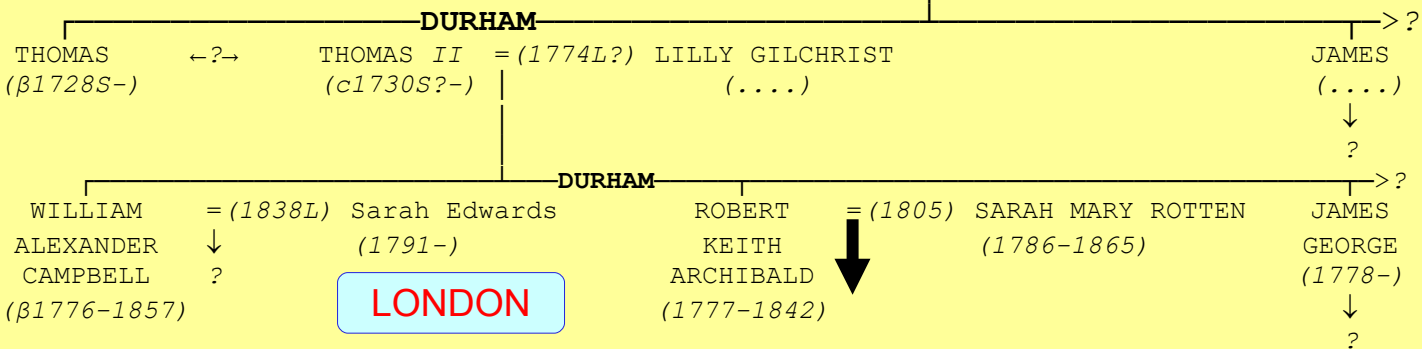 DURHAM >?
THOMAS ←?→ THOMAS II =(1774L?) LILLY GILCHRIST JAMES
(β1728S-) (c1730S?-) (....) (....)
↓
?
DURHAM >?
WILLIAM =(1838L) Sarah Edwards ROBERT =(1805) SARAH MARY ROTTEN JAMES
ALEXANDER ↓ (1791-) KEITH (1786-1865) GEORGE
CAMPBELL ? ARCHIBALD (1778-)
(β1776-1857) LONDON (1777-1842) ↓
?